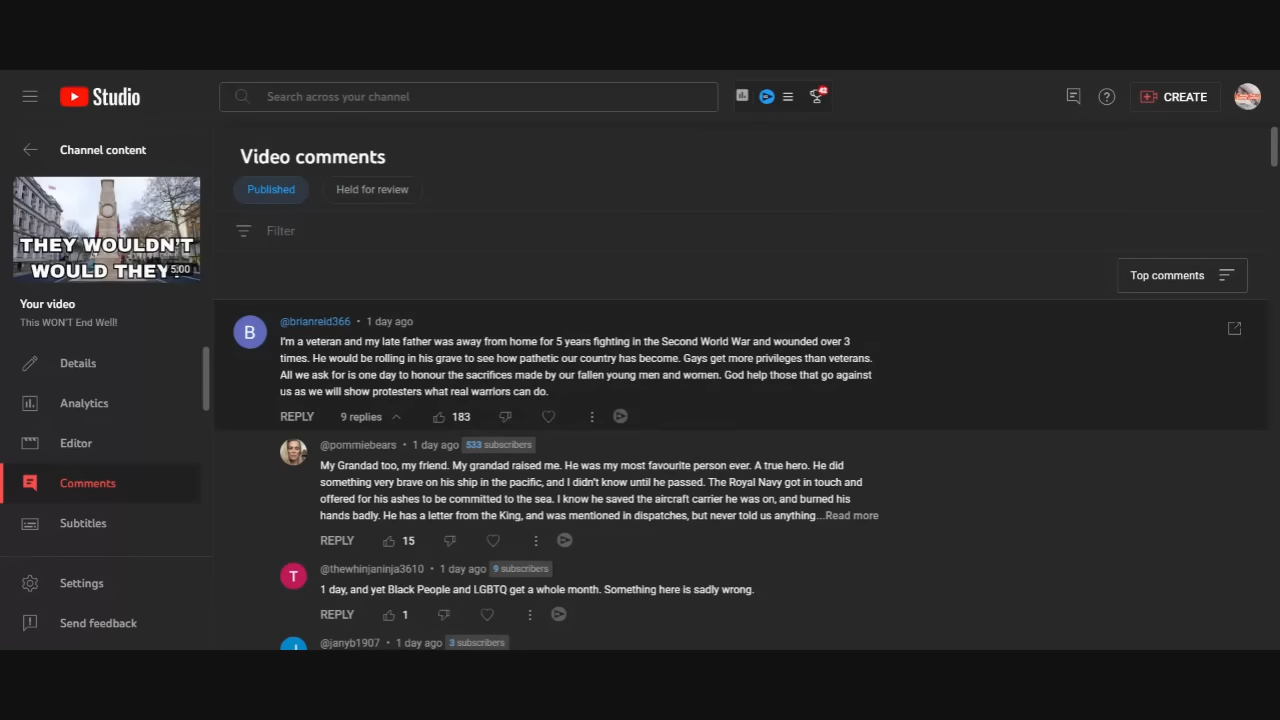 Studio
Search across your channel
42
CREATE
Channel content
Video comments
Published
Held for review
THEY WOULDN'T
WOULD THEY?
5:00
Filter
Top comments
Your video
This WON'T End Well!
Details
Analytics
Editor
Comments
Subtitles
Settings
Send feedback
B
@brianreid366 • 1 day ago
I'm a veteran and my late father was away from home for 5 years fighting in the Second World War and wounded over 3
times. He would be rolling in his grave to see how pathetic our country has become. Gays get more privileges than veterans.
All we ask for is one day to honour the sacrifices made by our fallen young men and women. God help those that go against
us as we will show protesters what real warriors can do.
REPLY 9 replies 183
@pommiebears • 1 day ago 533 subscribers
My Grandad too, my friend. My grandad raised me. He was my most favourite person ever. A true hero. He did
something very brave on his ship in the pacific, and I didn't know until he passed. The Royal Navy got in touch and
offered for his ashes to be committed to the sea. I know he saved the aircraft carrier he was on, and burned his
hands badly. He has a letter from the King, and was mentioned in dispatches, but never told us anything...Read more
REPLY 15
T
@thewhinjaninja3610 • 1 day ago 9 subscribers
1 day, and yet Black People and LGBTQ get a whole month. Something here is sadly wrong.
REPLY 1
@janyb1907 • 1 day ago 3 subscribers